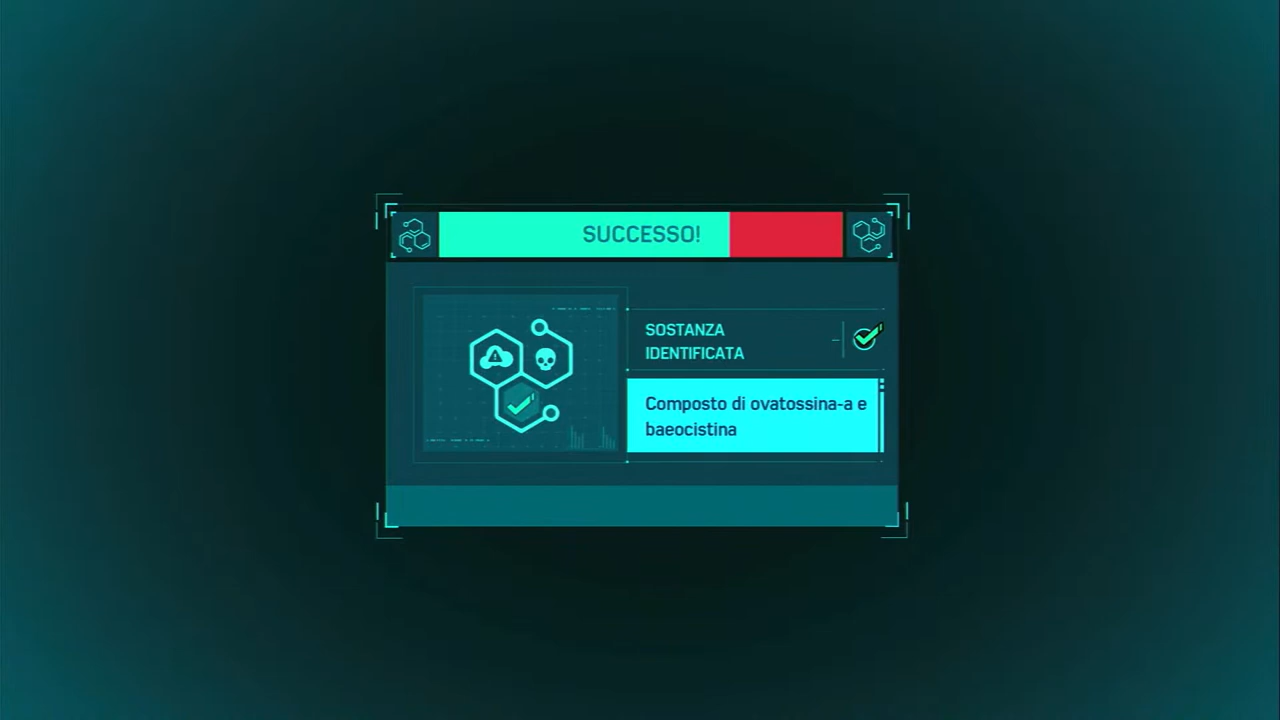 SUCCESSO!
SOSTANZA
IDENTIFICATA
Composto di ovatossina-a e
baeocistina